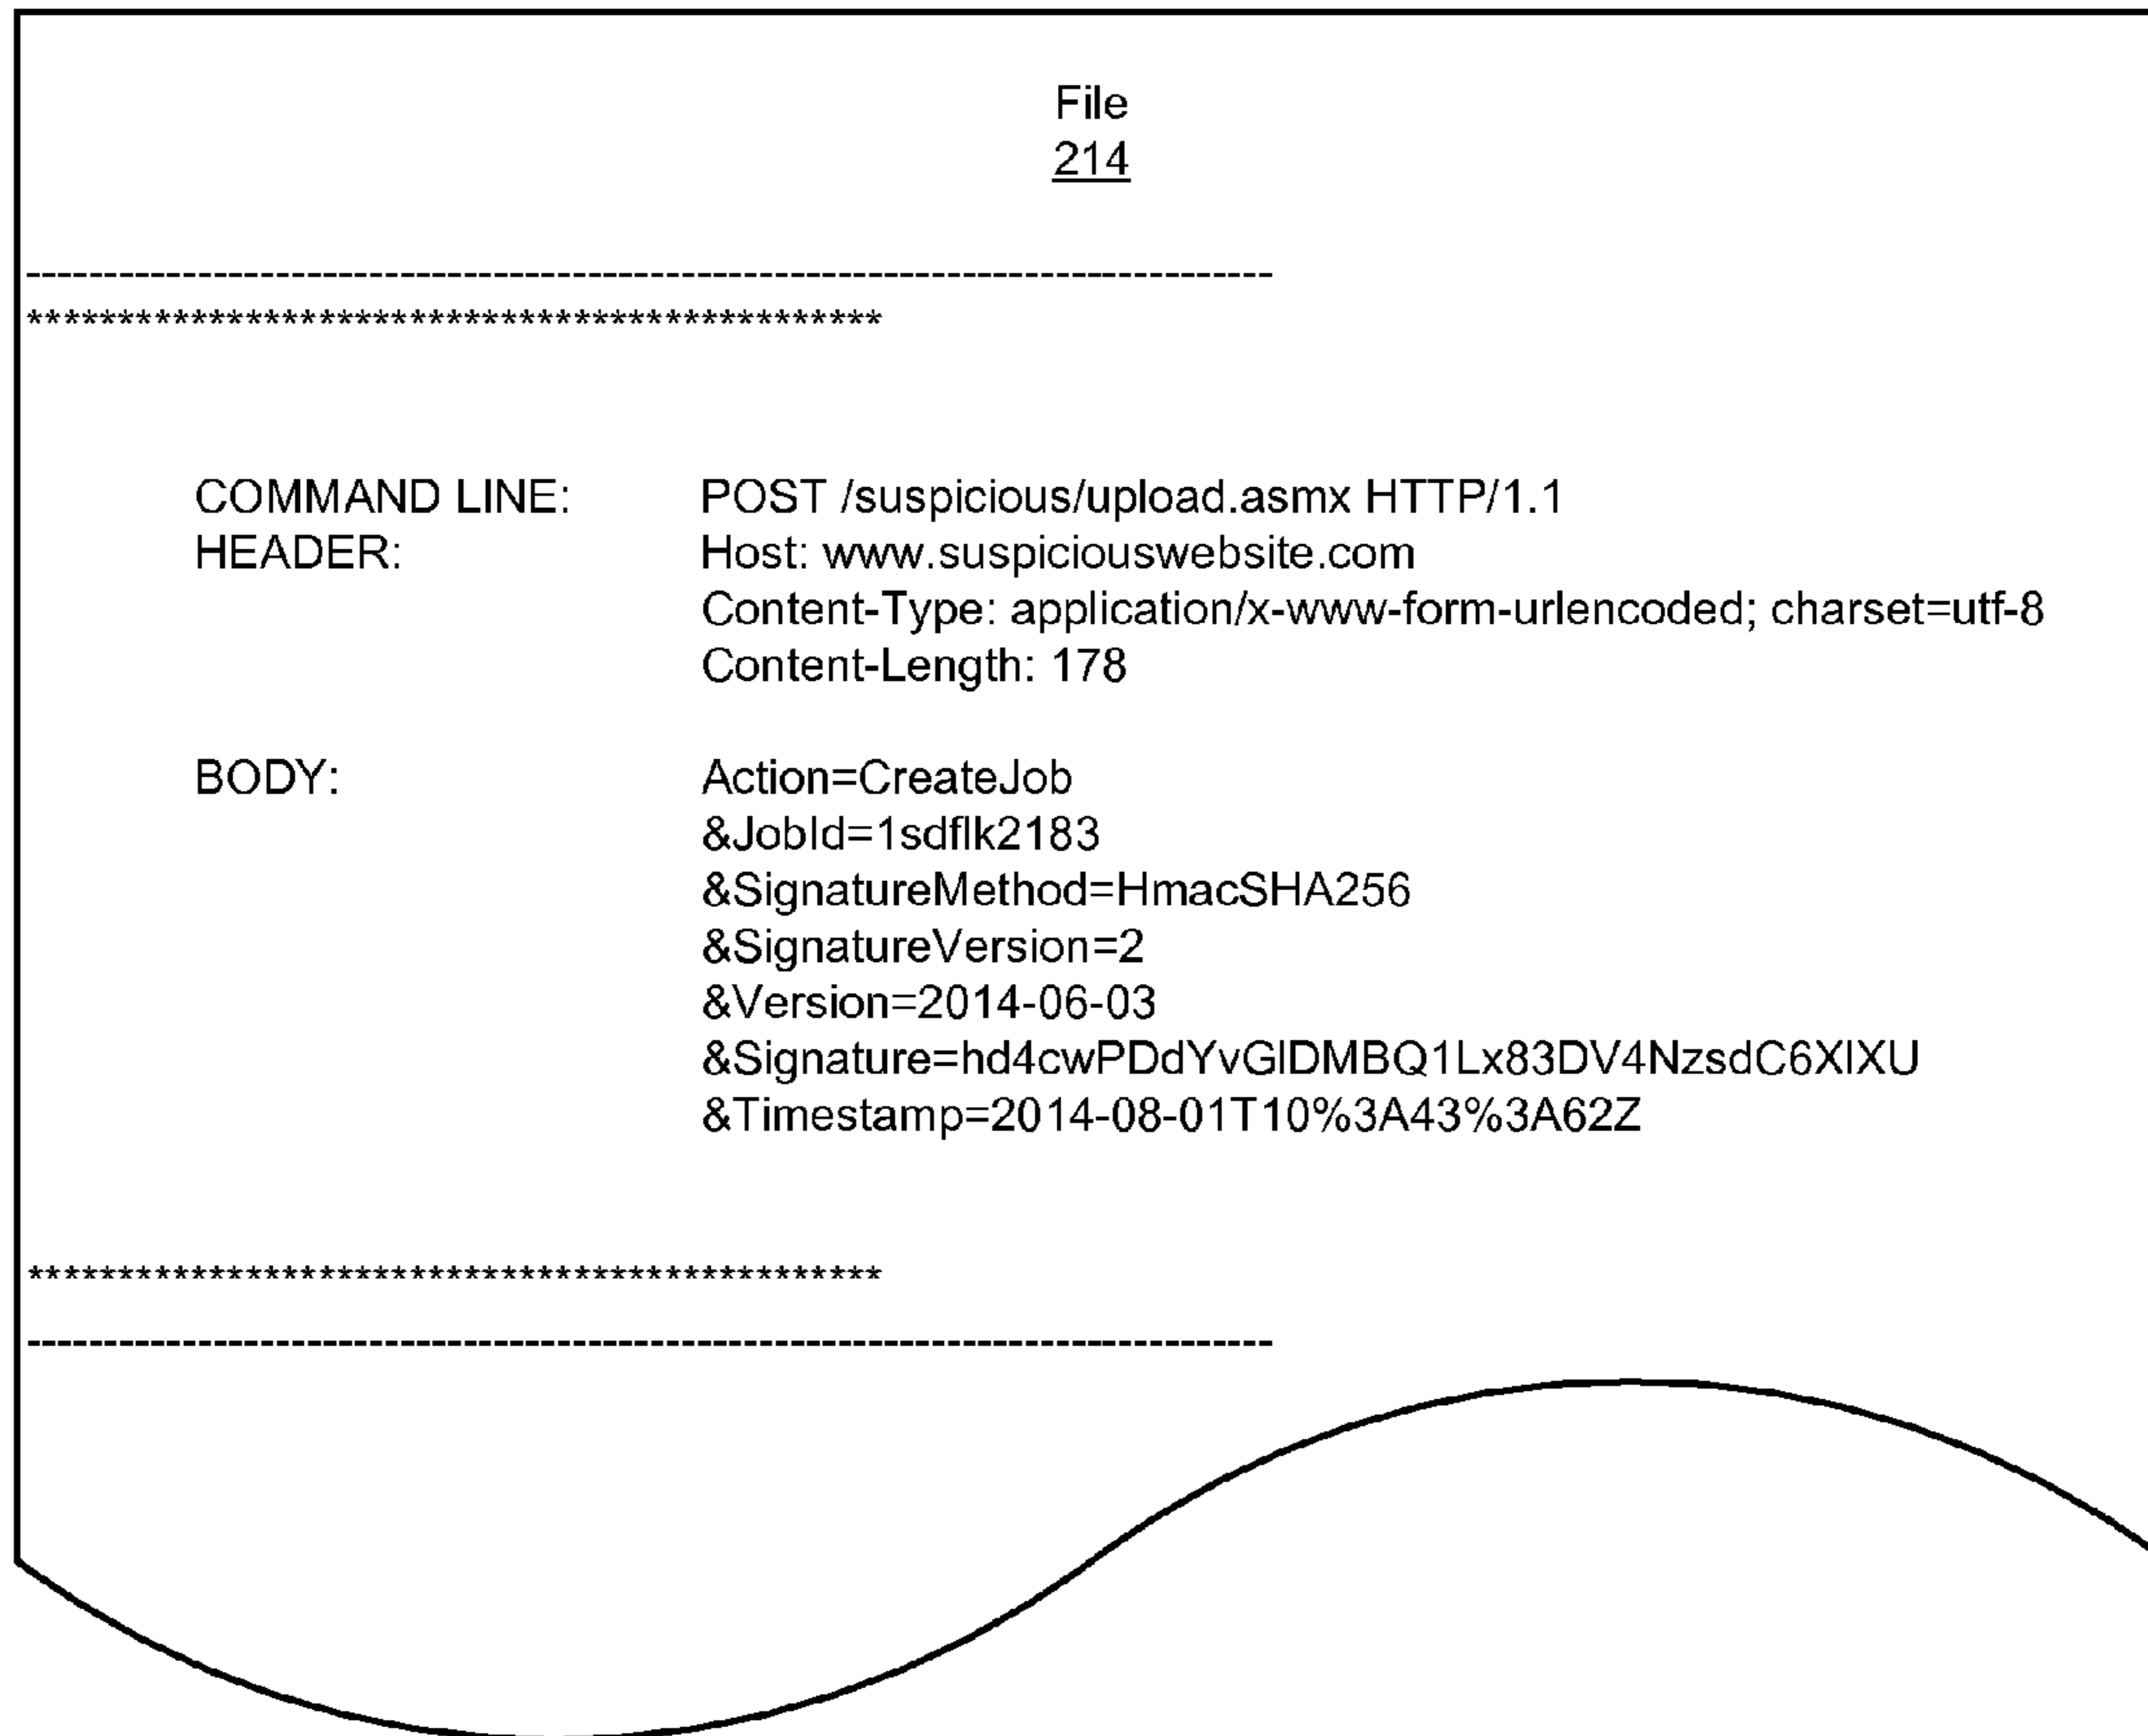 File
214
--------------------------------------------------------------------------------
***********************************************
COMMAND LINE: POST /suspicious/upload.asmx HTTP/1.1
HEADER: Host: www.suspiciouswebsite.com
Content-Type: application/x-www-form-urlencoded; charset=utf-8
Content-Length: 178
BODY: Action=CreateJob
&JobId=1sdflk2183
&SignatureMethod=HmacSHA256
&SignatureVersion=2
&Version=2014-06-03
&Signature=hd4cwPDdYvGlDMBQ1Lx83DV4NzsdC6XlXU
&Timestamp=2014-08-01T10%3A43%3A62Z
***********************************************
--------------------------------------------------------------------------------